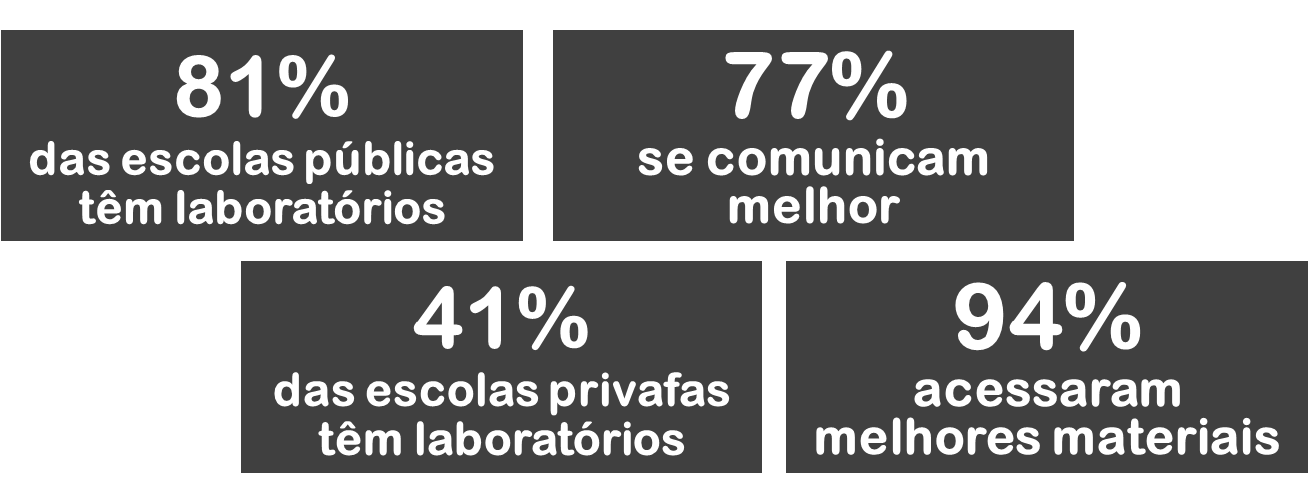 81%
das escolas públicas
têm laboratórios
77%
se comunicam
melhor
41%
das escolas privafas
têm laboratórios
94%
acessaram
melhores materiais